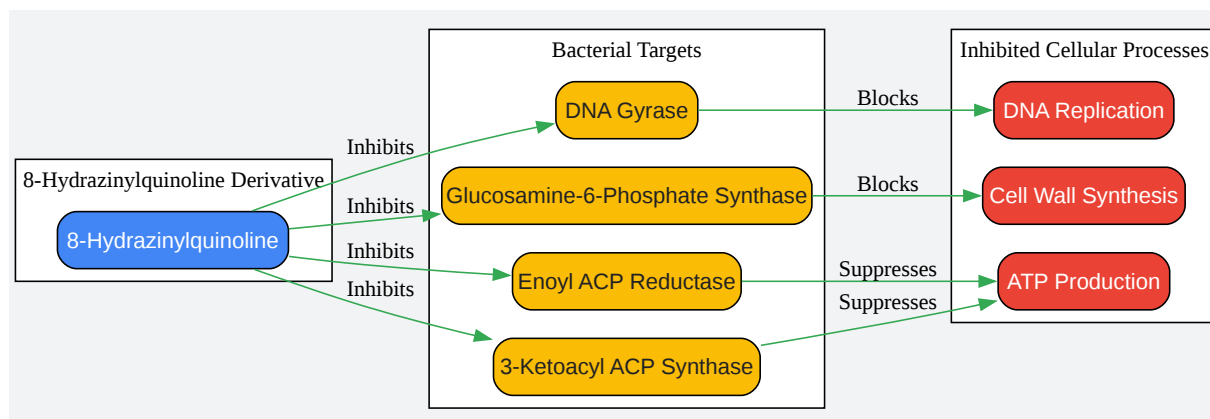 Bacterial Targets
Inhibited Cellular Processes
8-Hydrazinylquinoline Derivative
8-Hydrazinylquinoline
Inhibits
Inhibits
Inhibits
Inhibits
DNA Gyrase
Glucosamine-6-Phosphate Synthase
Enoyl ACP Reductase
3-Ketoacyl ACP Synthase
Blocks
Blocks
Suppresses
Suppresses
DNA Replication
Cell Wall Synthesis
ATP Production